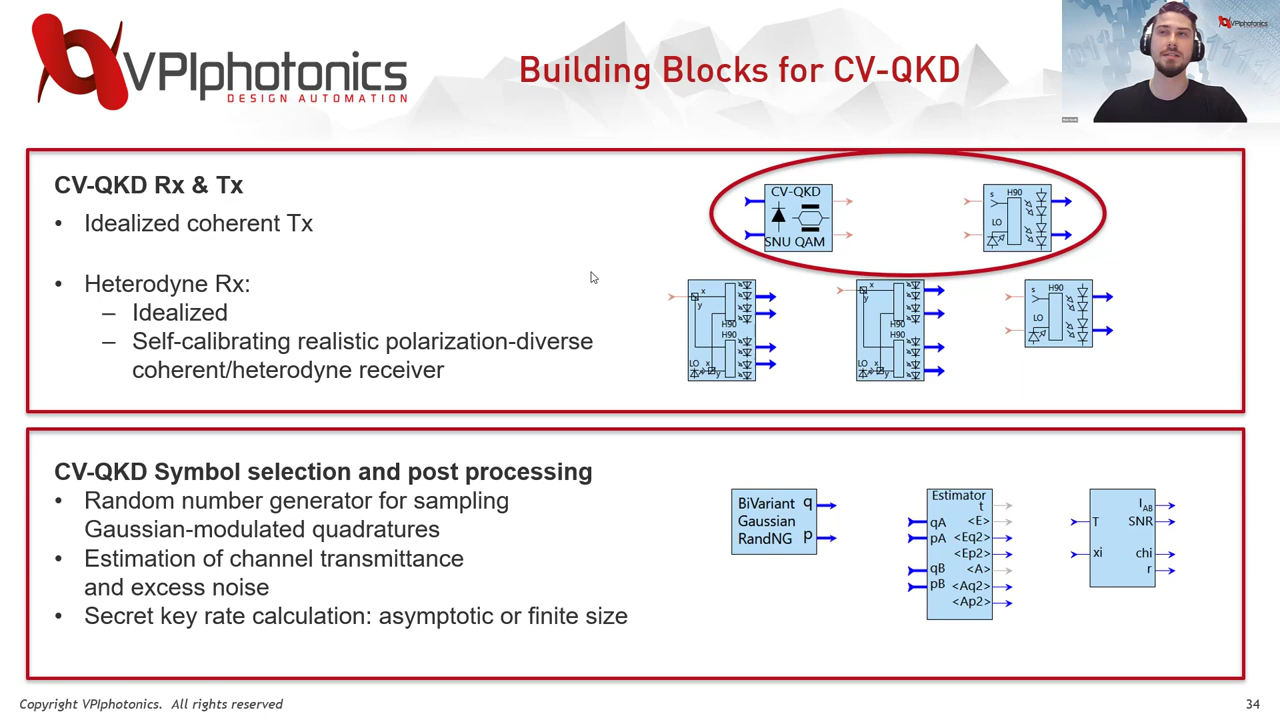 VPIphotonics
DESIGN AUTOMATION
Building Blocks for CV-QKD
VPIphotonics
CV-QKD Rx & Tx
• Idealized coherent Tx
• Heterodyne Rx:
– Idealized
– Self-calibrating realistic polarization-diverse
coherent/heterodyne receiver
CV-QKD
SNU QAM
s H90
LO
x
y
H90
H90
LO x
y
x
y
H90
H90
LO x
y
s H90
LO
CV-QKD Symbol selection and post processing
• Random number generator for sampling
Gaussian-modulated quadratures
• Estimation of channel transmittance
and excess noise
• Secret key rate calculation: asymptotic or finite size
BiVariant q
Gaussian
RandNG p
Estimator
t
qA <E>
pA <Eq2>
<Ep2>
qB <A>
pB <Aq2>
<Ap2>
IAB
T SNR
xi chi
r
Copyright VPIphotonics. All rights reserved
34